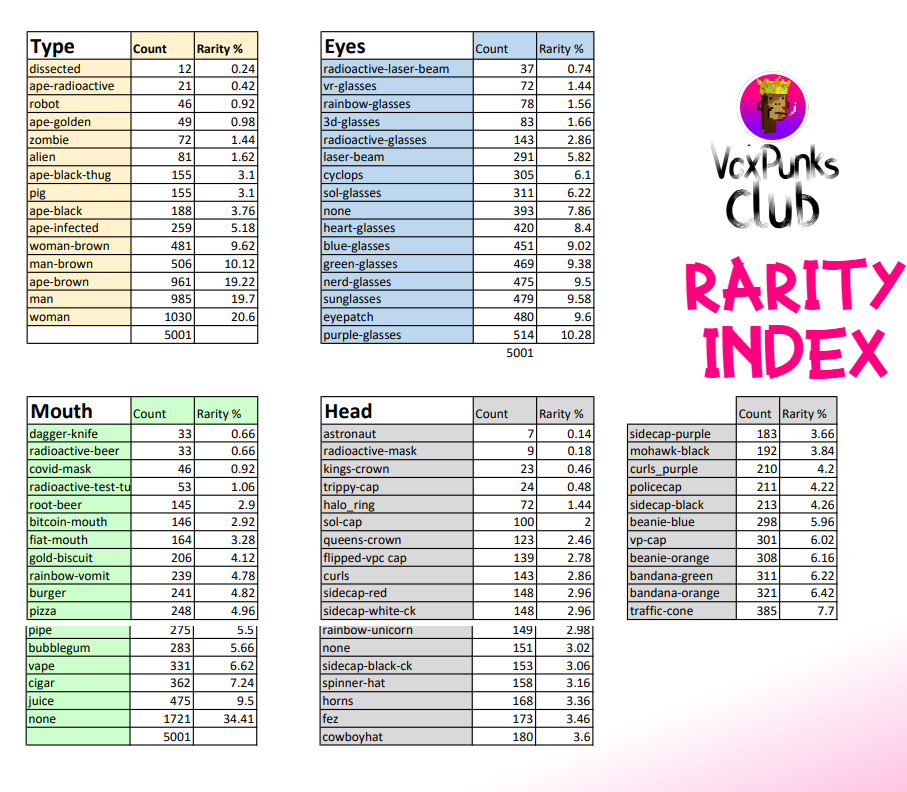 Type Count Rarity %
dissected 12 0.24
ape-radioactive 21 0.42
robot 46 0.92
ape-golden 49 0.98
zombie 72 1.44
alien 81 1.62
ape-black-thug 155 3.1
pig 155 3.1
ape-black 188 3.76
ape-infected 259 5.18
woman-brown 481 9.62
man-brown 506 10.12
ape-brown 961 19.22
man 985 19.7
woman 1030 20.6
5001
Eyes Count Rarity %
radioactive-laser-beam 37 0.74
vr-glasses 72 1.44
rainbow-glasses 78 1.56
3d-glasses 83 1.66
radioactive-glasses 143 2.86
laser-beam 291 5.82
cyclops 305 6.1
sol-glasses 311 6.22
none 393 7.86
heart-glasses 420 8.4
blue-glasses 451 9.02
green-glasses 469 9.38
nerd-glasses 475 9.5
sunglasses 479 9.58
eyepatch 480 9.6
purple-glasses 514 10.28
5001
VoxPunks
Club
RARITY
INDEX
Mouth Count Rarity %
dagger-knife 33 0.66
radioactive-beer 33 0.66
covid-mask 46 0.92
radioactive-test-tu 53 1.06
root-beer 145 2.9
bitcoin-mouth 146 2.92
fiat-mouth 164 3.28
gold-biscuit 206 4.12
rainbow-vomit 239 4.78
burger 241 4.82
pizza 248 4.96
pipe 275 5.5
bubblegum 283 5.66
vape 331 6.62
cigar 362 7.24
juice 475 9.5
none 1721 34.41
5001
Head Count Rarity %
astronaut 7 0.14
radioactive-mask 9 0.18
kings-crown 23 0.46
trippy-cap 24 0.48
halo_ring 72 1.44
sol-cap 100 2
queens-crown 123 2.46
flipped-vpc cap 139 2.78
curls 143 2.86
sidecap-red 148 2.96
sidecap-white-ck 148 2.96
rainbow-unicorn 149 2.98
none 151 3.02
sidecap-black-ck 153 3.06
spinner-hat 158 3.16
horns 168 3.36
fez 173 3.46
cowboyhat 180 3.6
Count Rarity %
sidecap-purple 183 3.66
mohawk-black 192 3.84
curls_purple 210 4.2
policecap 211 4.22
sidecap-black 213 4.26
beanie-blue 298 5.96
vp-cap 301 6.02
beanie-orange 308 6.16
bandana-green 311 6.22
bandana-orange 321 6.42
traffic-cone 385 7.7